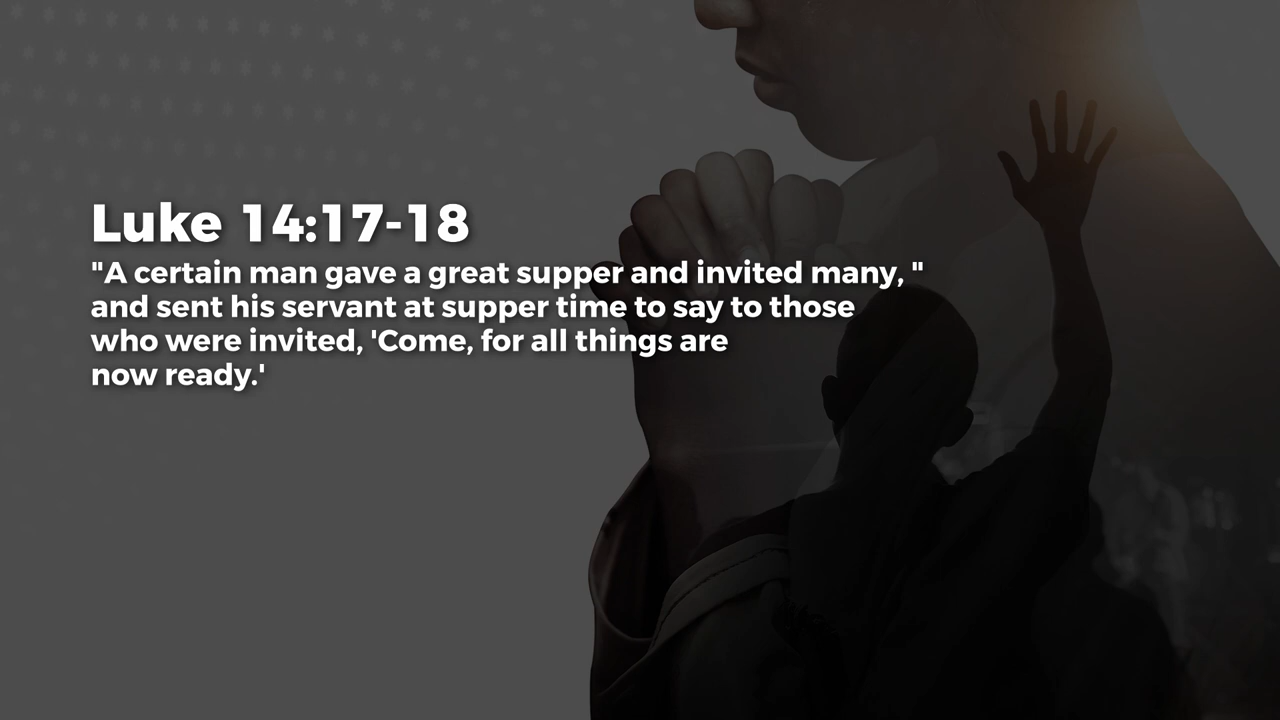 Luke 14:17-18
"A certain man gave a great supper and invited many, "
and sent his servant at supper time to say to those
who were invited, 'Come, for all things are
now ready.'